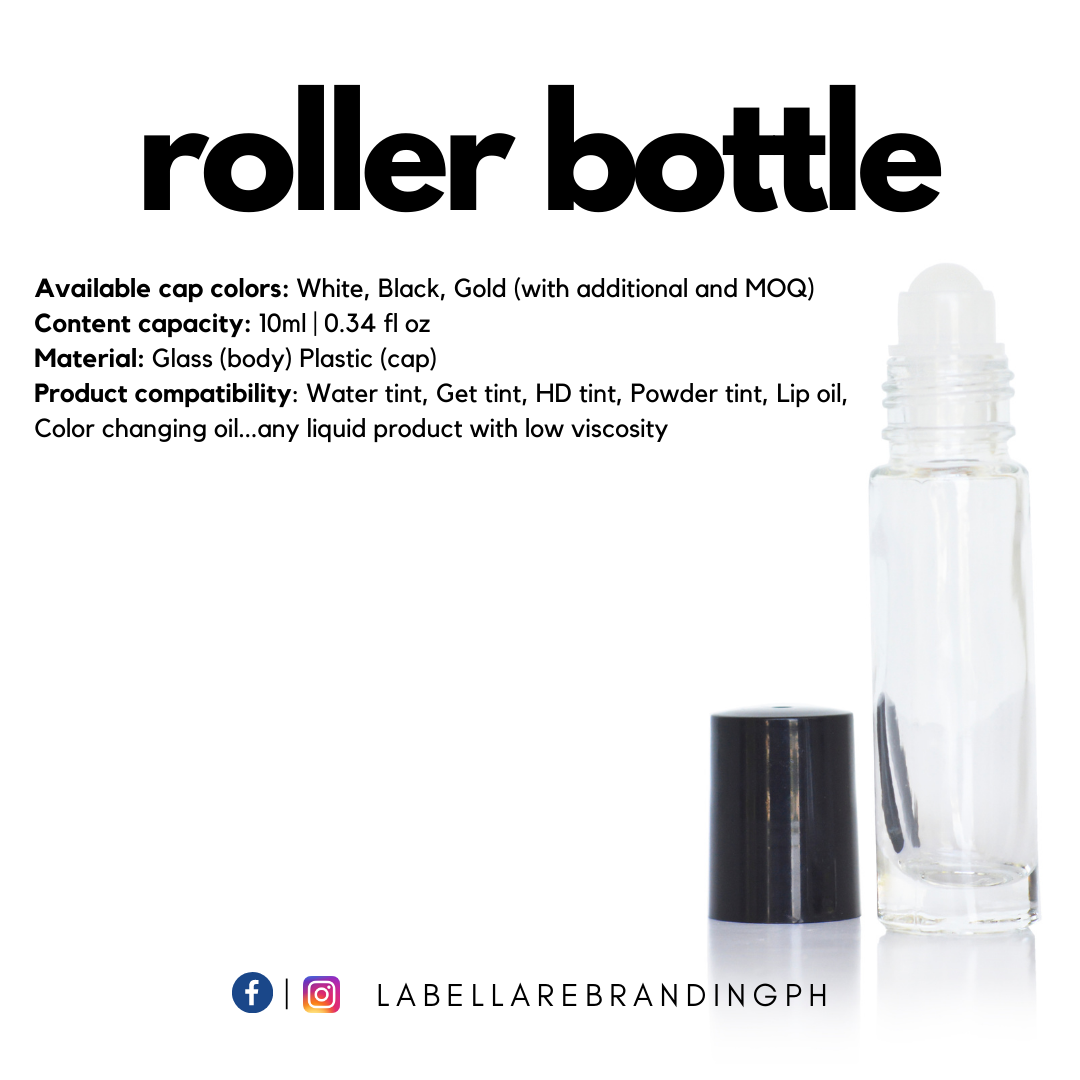 roller bottle
Available cap colors: White, Black, Gold (with additional and MOQ)
Content capacity: 10ml | 0.34 fl oz
Material: Glass (body) Plastic (cap)
Product compatibility: Water tint, Get tint, HD tint, Powder tint, Lip oil,
Color changing oil...any liquid product with low viscosity
f | LABELLAREBRANDINGPH